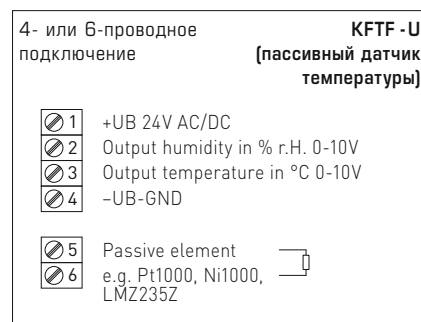 4- или 6-проводное
подключение
KFTF - U
(пассивный датчик
температуры)
1 +UB 24V AC/DC
2 Output humidity in % r.H. 0-10V
3 Output temperature in °C 0-10V
4 –UB-GND
5 Passive element
6 e.g. Pt1000, Ni1000,
LMZ235Z